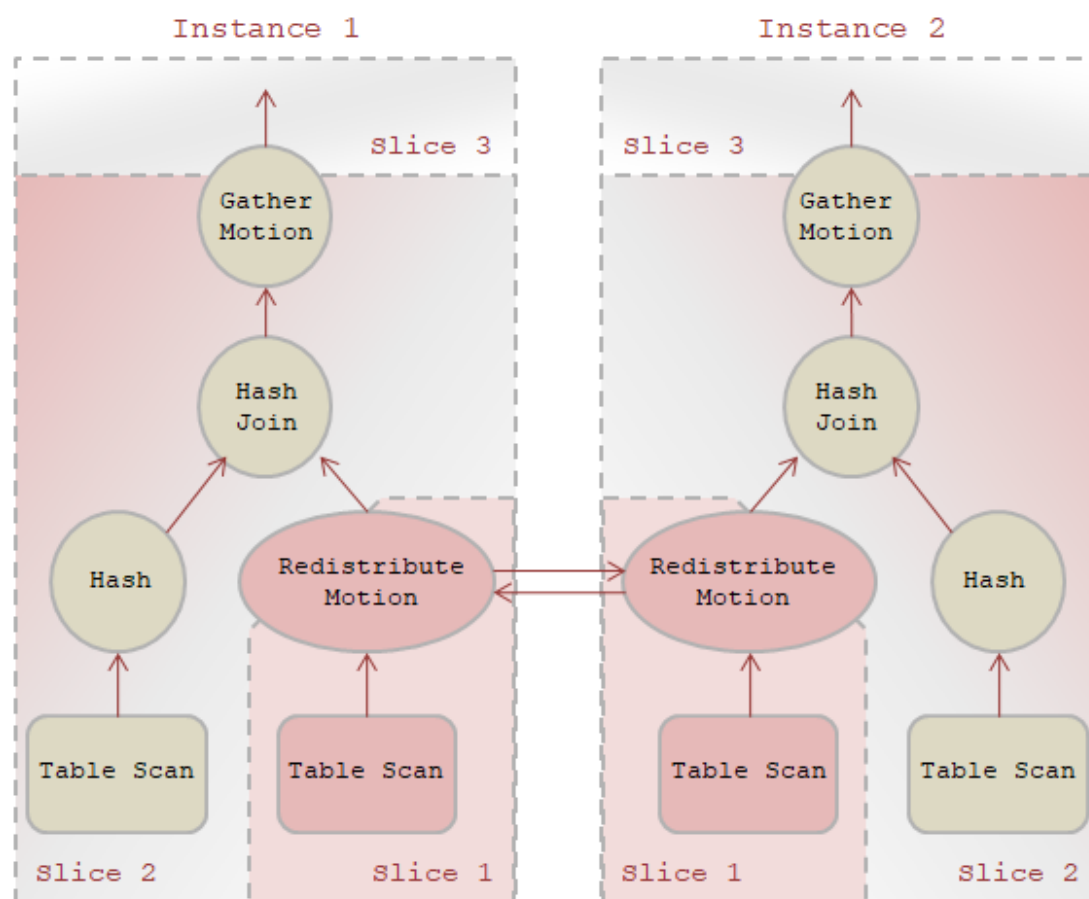 Instance 1
Instance 2
Slice 3
Slice 3
Gather
Motion
Gather
Motion
Hash
Join
Hash
Join
Hash
Redistribute
Motion
Redistribute
Motion
Hash
Table Scan
Table Scan
Table Scan
Table Scan
Slice 2
Slice 1
Slice 1
Slice 2